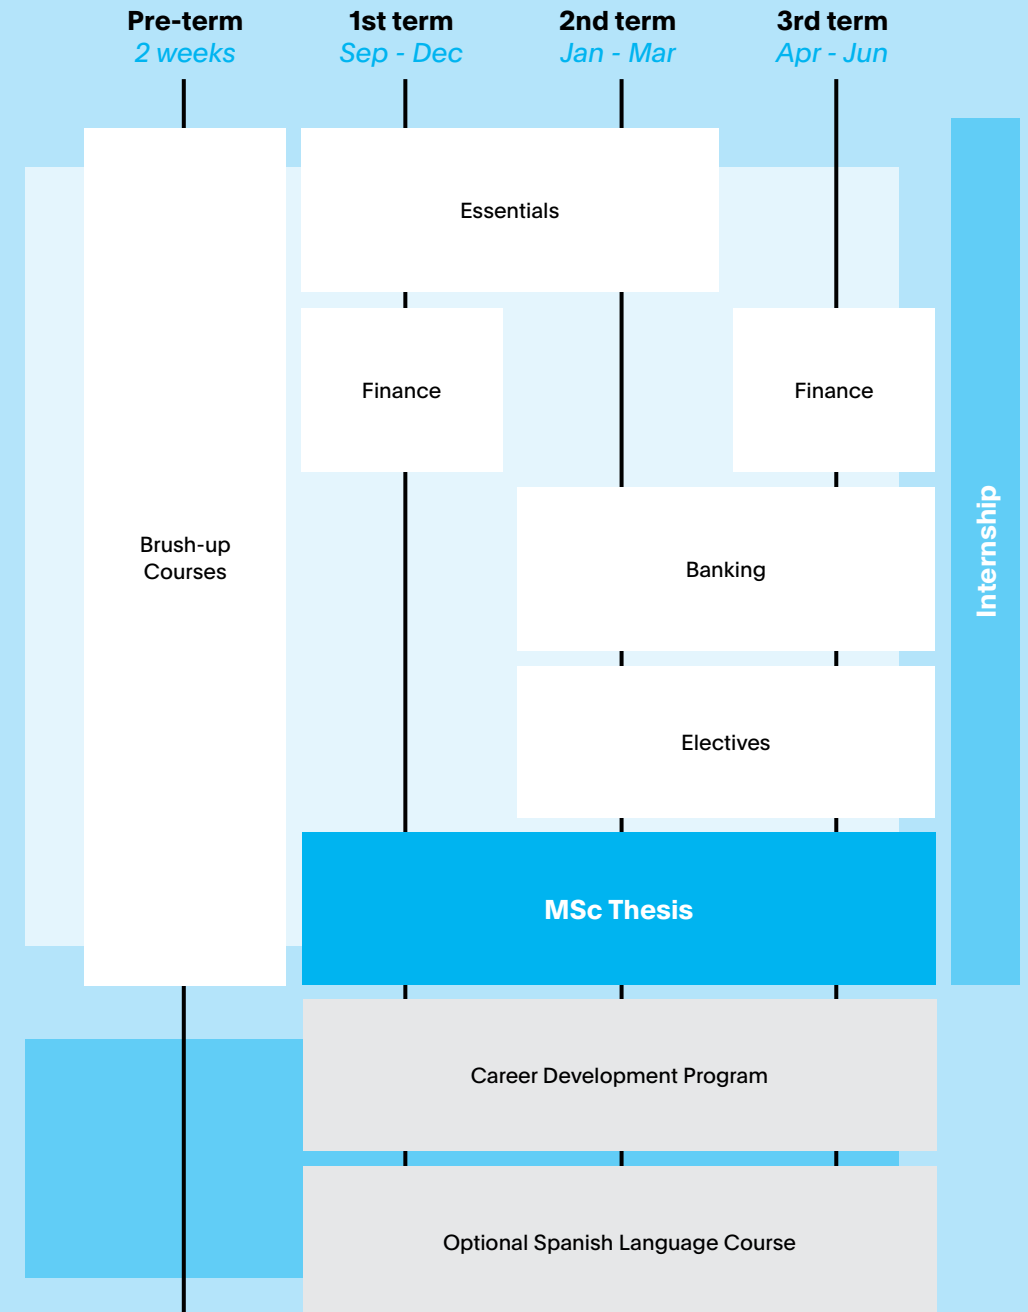 Pre-term
2 weeks
1st term
Sep - Dec
2nd term
Jan - Mar
3rd term
Apr - Jun
Essentials
Finance
Finance
Brush-up
Courses
Banking
Internship
Electives
MSc Thesis
Career Development Program
Optional Spanish Language Course